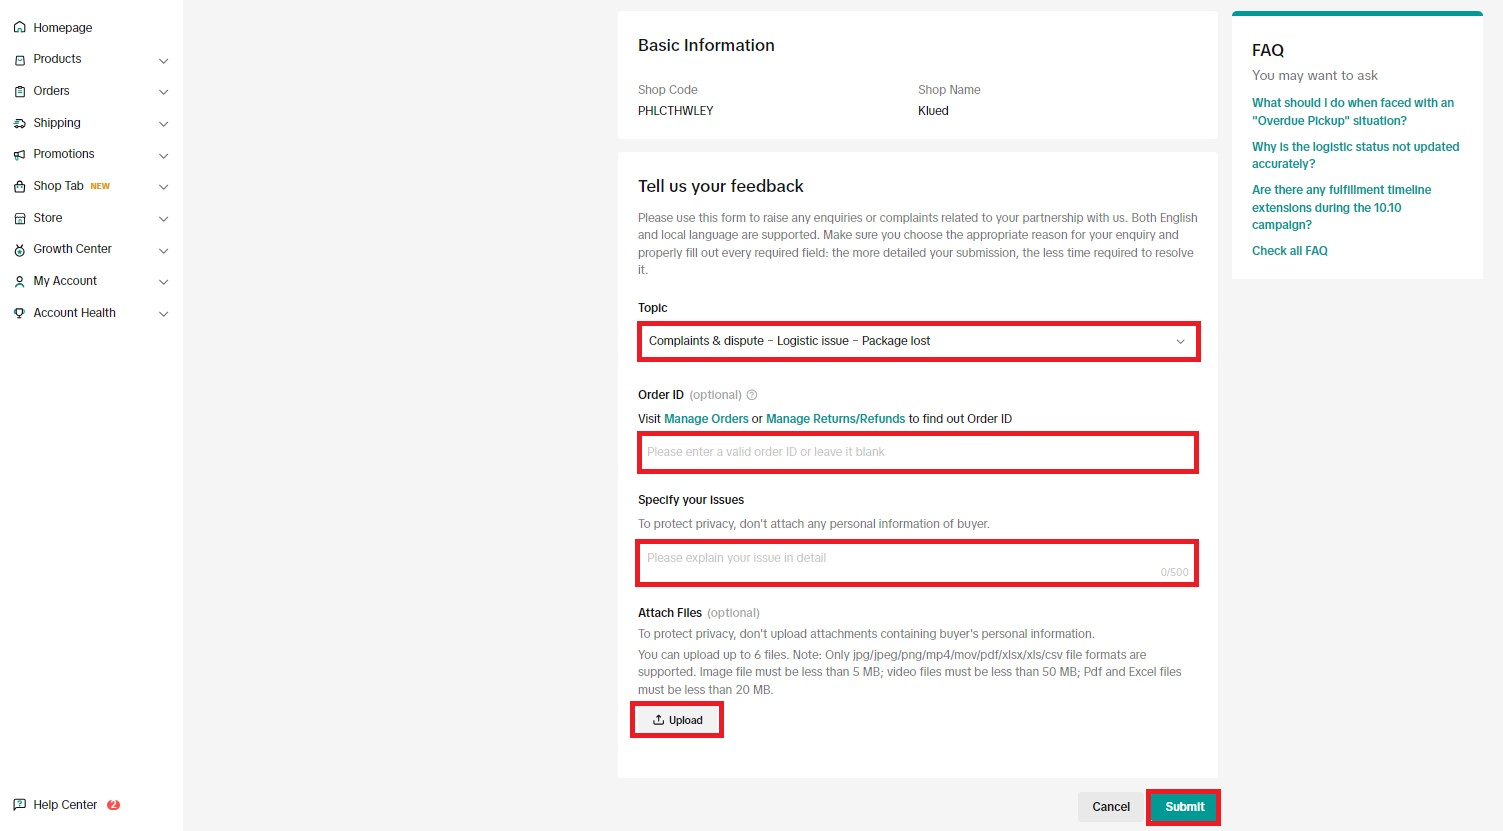 Homepage
Products
Orders
Shipping
Promotions
Shop Tab NEW
Store
Growth Center
My Account
Account Health
Help Center 2
Basic Information
Shop Code
PHLCTHWLEY
Shop Name
Klued
Tell us your feedback
Please use this form to raise any enquiries or complaints related to your partnership with us. Both English
and local language are supported. Make sure you choose the appropriate reason for your enquiry and
properly fill out every required field: the more detailed your submission, the less time required to resolve
it.
Topic
Complaints & dispute - Logistic issue - Package lost
Order ID (optional) ?
Visit Manage Orders or Manage Returns/Refunds to find out Order ID
Please enter a valid order ID or leave it blank
Specify your issues
To protect privacy, don't attach any personal information of buyer.
Please explain your issue in detail
0/500
Attach Files (optional)
To protect privacy, don't upload attachments containing buyer's personal information.
You can upload up to 6 files. Note: Only jpg/jpeg/png/mp4/mov/pdf/xlsx/xls/csv file formats are
supported. Image file must be less than 5 MB; video files must be less than 50 MB; Pdf and Excel files
must be less than 20 MB.
Upload
Cancel
Submit
FAQ
You may want to ask
What should I do when faced with an
"Overdue Pickup" situation?
Why is the logistic status not updated
accurately?
Are there any fulfillment timeline
extensions during the 10.10
campaign?
Check all FAQ